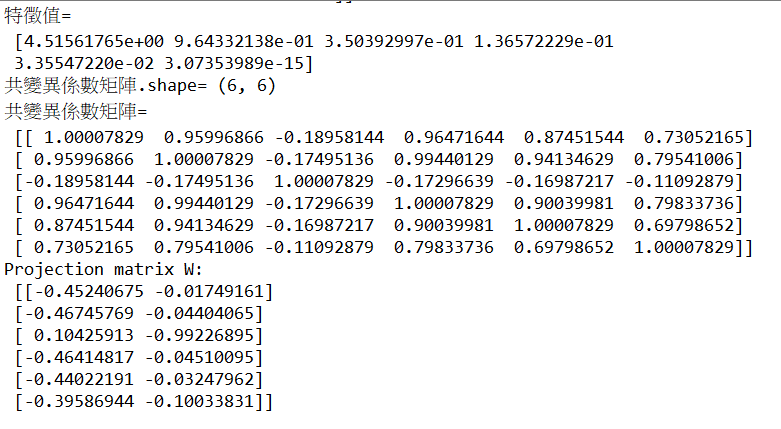 特徵值=
[4.51561765e+00 9.64332138e-01 3.50392997e-01 1.36572229e-01
3.35547220e-02 3.07353989e-15]
共變異係數矩陣.shape= (6, 6)
共變異係數矩陣=
[[ 1.00007829  0.95996866 -0.18958144  0.96471644  0.87451544  0.73052165]
[ 0.95996866  1.00007829 -0.17495136  0.99440129  0.94134629  0.79541006]
[-0.18958144 -0.17495136  1.00007829 -0.17296639 -0.16987217 -0.11092879]
[ 0.96471644  0.99440129 -0.17296639  1.00007829  0.90039981  0.79833736]
[ 0.87451544  0.94134629 -0.16987217  0.90039981  1.00007829  0.69798652]
[ 0.73052165  0.79541006 -0.11092879  0.79833736  0.69798652  1.00007829]]
Projection matrix W:
[[-0.45240675 -0.01749161]
[-0.46745769 -0.04404065]
[ 0.10425913 -0.99226895]
[-0.46414817 -0.04510095]
[-0.44022191 -0.03247962]
[-0.39586944 -0.10033831]]